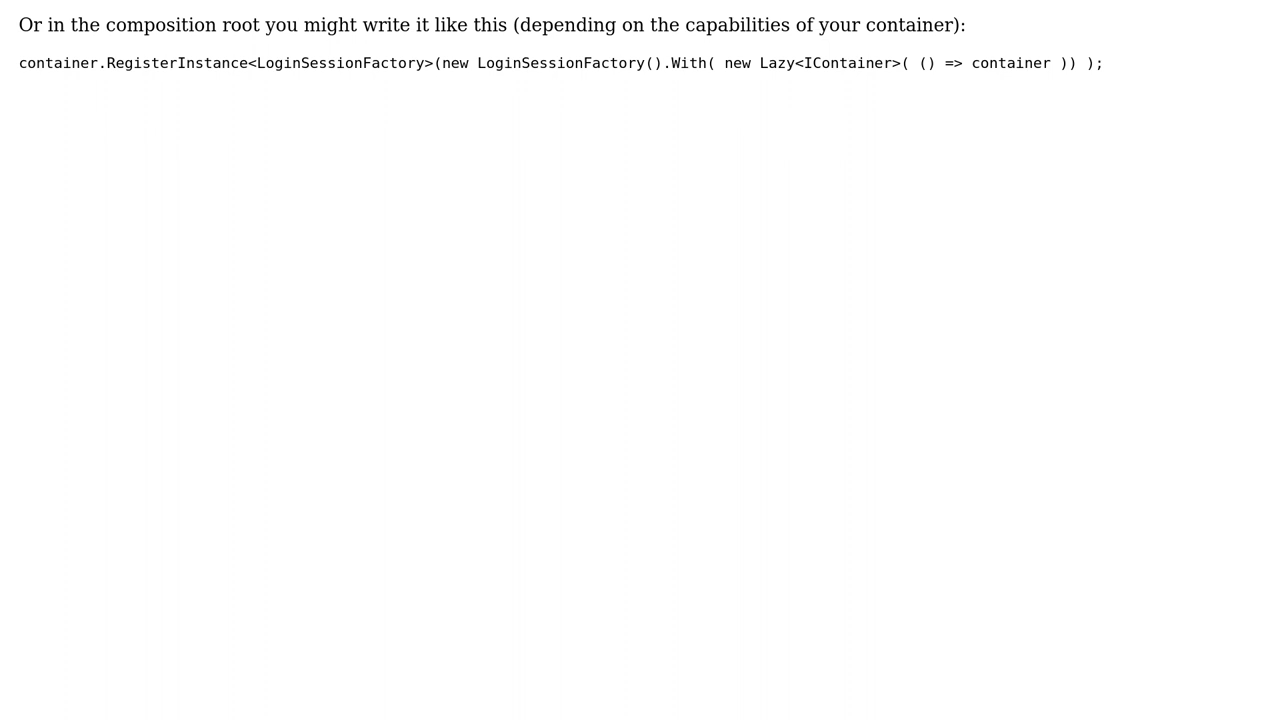 Or in the composition root you might write it like this (depending on the capabilities of your container):
container.RegisterInstance<LoginSessionFactory>(new LoginSessionFactory().With( new Lazy<IContainer>( () => container )) );